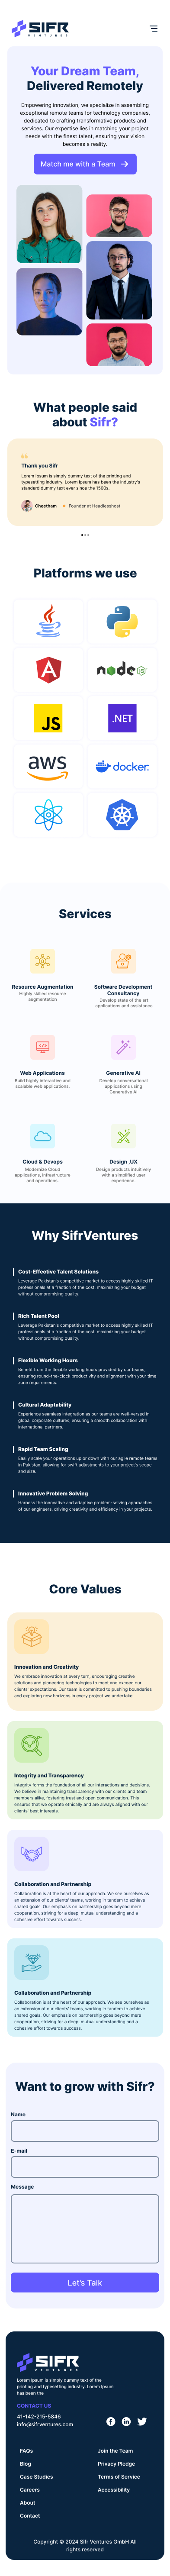 SIFR
VENTURES
Your Dream Team,
Delivered Remotely
Empowering innovation, we specialize in assembling
exceptional remote teams for technology companies,
dedicated to crafting transformative products and
services. Our expertise lies in matching your project
needs with the finest talent, ensuring your vision
becomes a reality.
Match me with a Team
What people said
about Sifr?
Thank you Sifr
Lorem Ipsum is simply dummy text of the printing and
typesetting industry. Lorem Ipsum has been the industry's
standard dummy text ever since the 1500s.
Cheetham
Founder at Headlesshost
Platforms we use
node
JS
JS
.NET
aws
docker
Services
Resource Augmentation
Highly skilled resource
augmentation
Software Development
Consultancy
Develop state of the art
applications and assistance
Web Applications
Build highly interactive and
scalable web applications.
Generative AI
Develop conversational
applications using
Generative AI
Cloud & Devops
Modernize Cloud
applications, infrastructure
and operations.
Design ,UX
Design products intuitively
with a simplified user
experience.
Why SifrVentures
Cost-Effective Talent Solutions
Leverage Pakistan's competitive market to access highly skilled IT
professionals at a fraction of the cost, maximizing your budget
without compromising quality.
Rich Talent Pool
Leverage Pakistan's competitive market to access highly skilled IT
professionals at a fraction of the cost, maximizing your budget
without compromising quality.
Flexible Working Hours
Benefit from the flexible working hours provided by our teams,
ensuring round-the-clock productivity and alignment with your time
zone requirements.
Cultural Adaptability
Experience seamless integration as our teams are well-versed in
global corporate cultures, ensuring a smooth collaboration with
international partners.
Rapid Team Scaling
Easily scale your operations up or down with our agile remote teams
in Pakistan, allowing for swift adjustments to your project's scope
and size.
Innovative Problem Solving
Harness the innovative and adaptive problem-solving approaches
of our engineers, driving creativity and efficiency in your projects.
Core Values
Innovation and Creativity
We embrace Innovation at every turn, encouraging creative
solutions and pioneering technologies to meet and exceed our
clients' expectations. Our team is committed to pushing boundaries
and exploring new horizons in every project we undertake.
Integrity and Transparency
Integrity forms the foundation of all our interactions and decisions.
We believe in maintaining transparency with our clients and team
members alike, fostering trust and open communication. This
ensures that we operate ethically and are always aligned with our
clients' best interests.
Collaboration and Partnership
Collaboration is at the heart of our approach. We see ourselves as
an extension of our clients' teams, working in tandem to achieve
shared goals. Our emphasis on partnership goes beyond mere
cooperation, striving for a deep, mutual understanding and a
cohesive effort towards success.
Collaboration and Partnership
Collaboration is at the heart of our approach. We see ourselves as
an extension of our clients' teams, working in tandem to achieve
shared goals. Our emphasis on partnership goes beyond mere
cooperation, striving for a deep, mutual understanding and a
cohesive effort towards success.
Want to grow with Sifr?
Name
E-mail
Message
Let's Talk
SIFR
VENTURES
Lorem Ipsum is simply dummy text of the
printing and typesetting industry. Lorem Ipsum
has been the
CONTACT US
41-142-215-5846
info@sifrventures.com
FAQs
Join the Team
Blog
Privacy Pledge
Case Studies
Terms of Service
Careers
Accessibility
About
Contact
Copyright © 2024 Sifr Ventures GmbH All
rights reserved